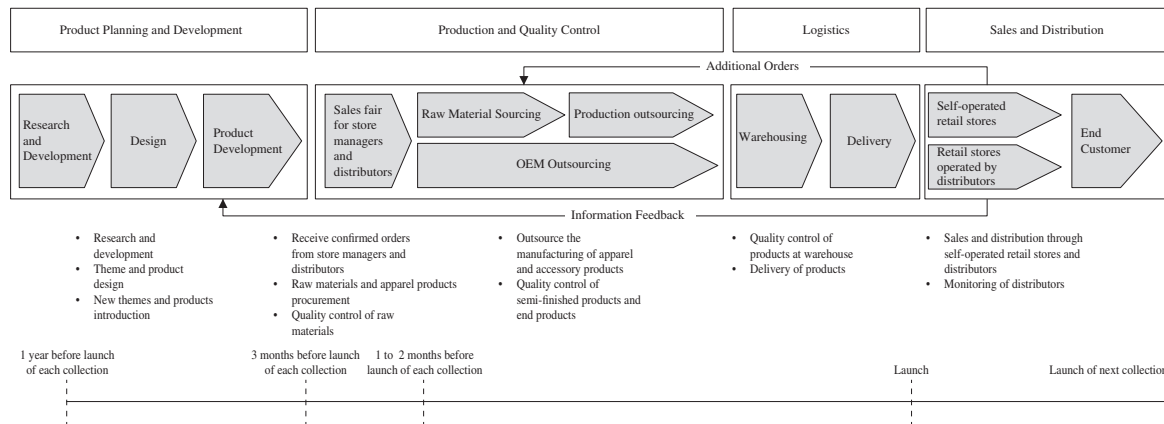 Product Planning and Development
Production and Quality Control
Logistics
Sales and Distribution
Additional Orders
Research
and
Development
Design
Product
Development
Sales fair
for store
managers
and
distributors
Raw Material Sourcing
Production outsourcing
OEM Outsourcing
Warehousing
Delivery
Self-operated
retail stores
Retail stores
operated by
distributors
End
Customer
Information Feedback
• Research and
development
• Theme and product
design
• New themes and products
introduction
• Receive confirmed orders
from store managers and
distributors
• Raw materials and apparel products
procurement
• Quality control of raw
materials
• Outsource the
manufacturing of apparel
and accessory products
• Quality control of
semi-finished products and
end products
• Quality control of
products at warehouse
• Delivery of products
• Sales and distribution through
self-operated retail stores and
distributors
• Monitoring of distributors
1 year before launch
of each collection
3 months before launch
of each collection
1 to 2 months before
launch of each collection
Launch
Launch of next collection